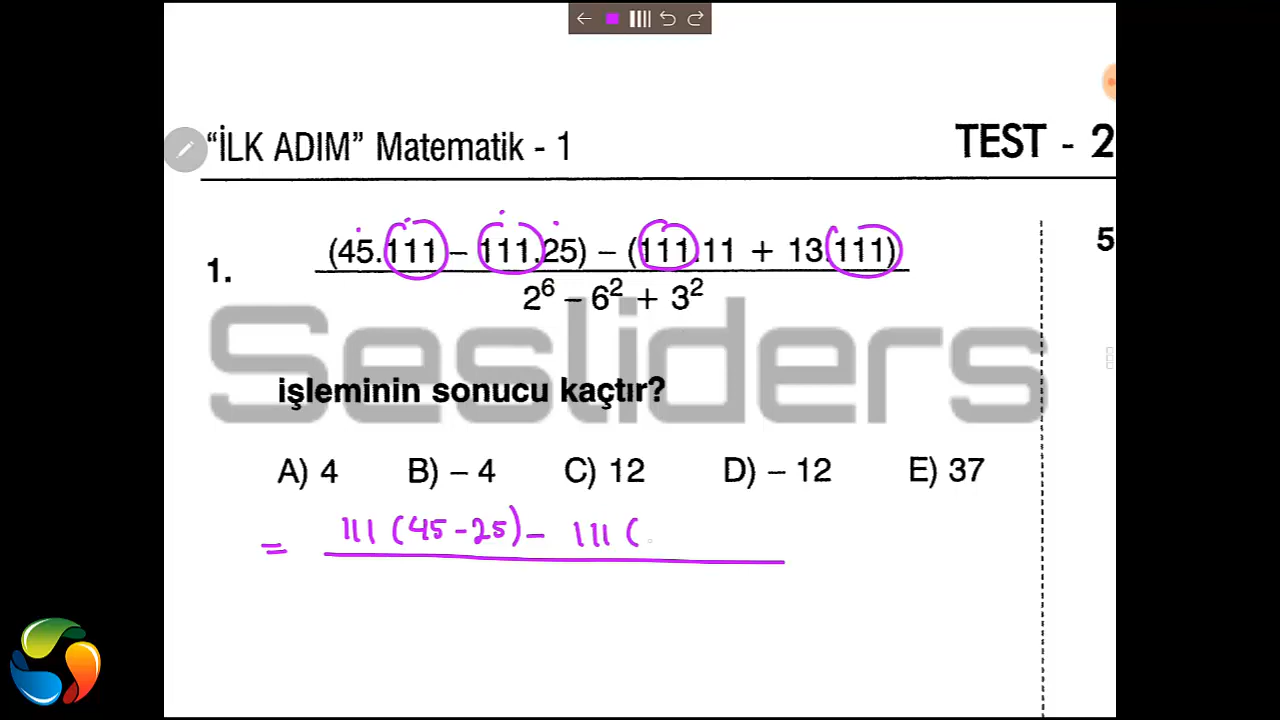 "İLK ADIM" Matematik - 1
TEST - 2
1. (45.111 – 111.25) – (111.11 + 13.111)
2⁶ – 6² + 3²
5
Sesliders
işleminin sonucu kaçtır?
A) 4 B) – 4 C) 12 D) – 12 E) 37
= 111 (45 - 25) - 111 (